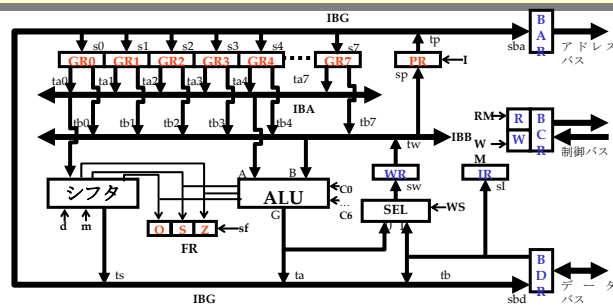 IBG
B
A
R
アドレス
バス
s0 s1 s2 s3 s4 s7 tp sba
GR0 GR1 GR2 GR3 GR4 GR7 PR I
ta0 ta1 ta2 ta3 ta4 ta7 sp
IBA
RM R B
W W C
R
制御バス
tb0 tb1 tb2 tb3 tb4 tb7 tw IBB
M
A B WR IR
シフタ ALU C0 sw sI
...
C6
SEL WS
d m O S Z sf G 0 1
FR
B
D
R
データ
バス
ts ta tb sbd
IBG